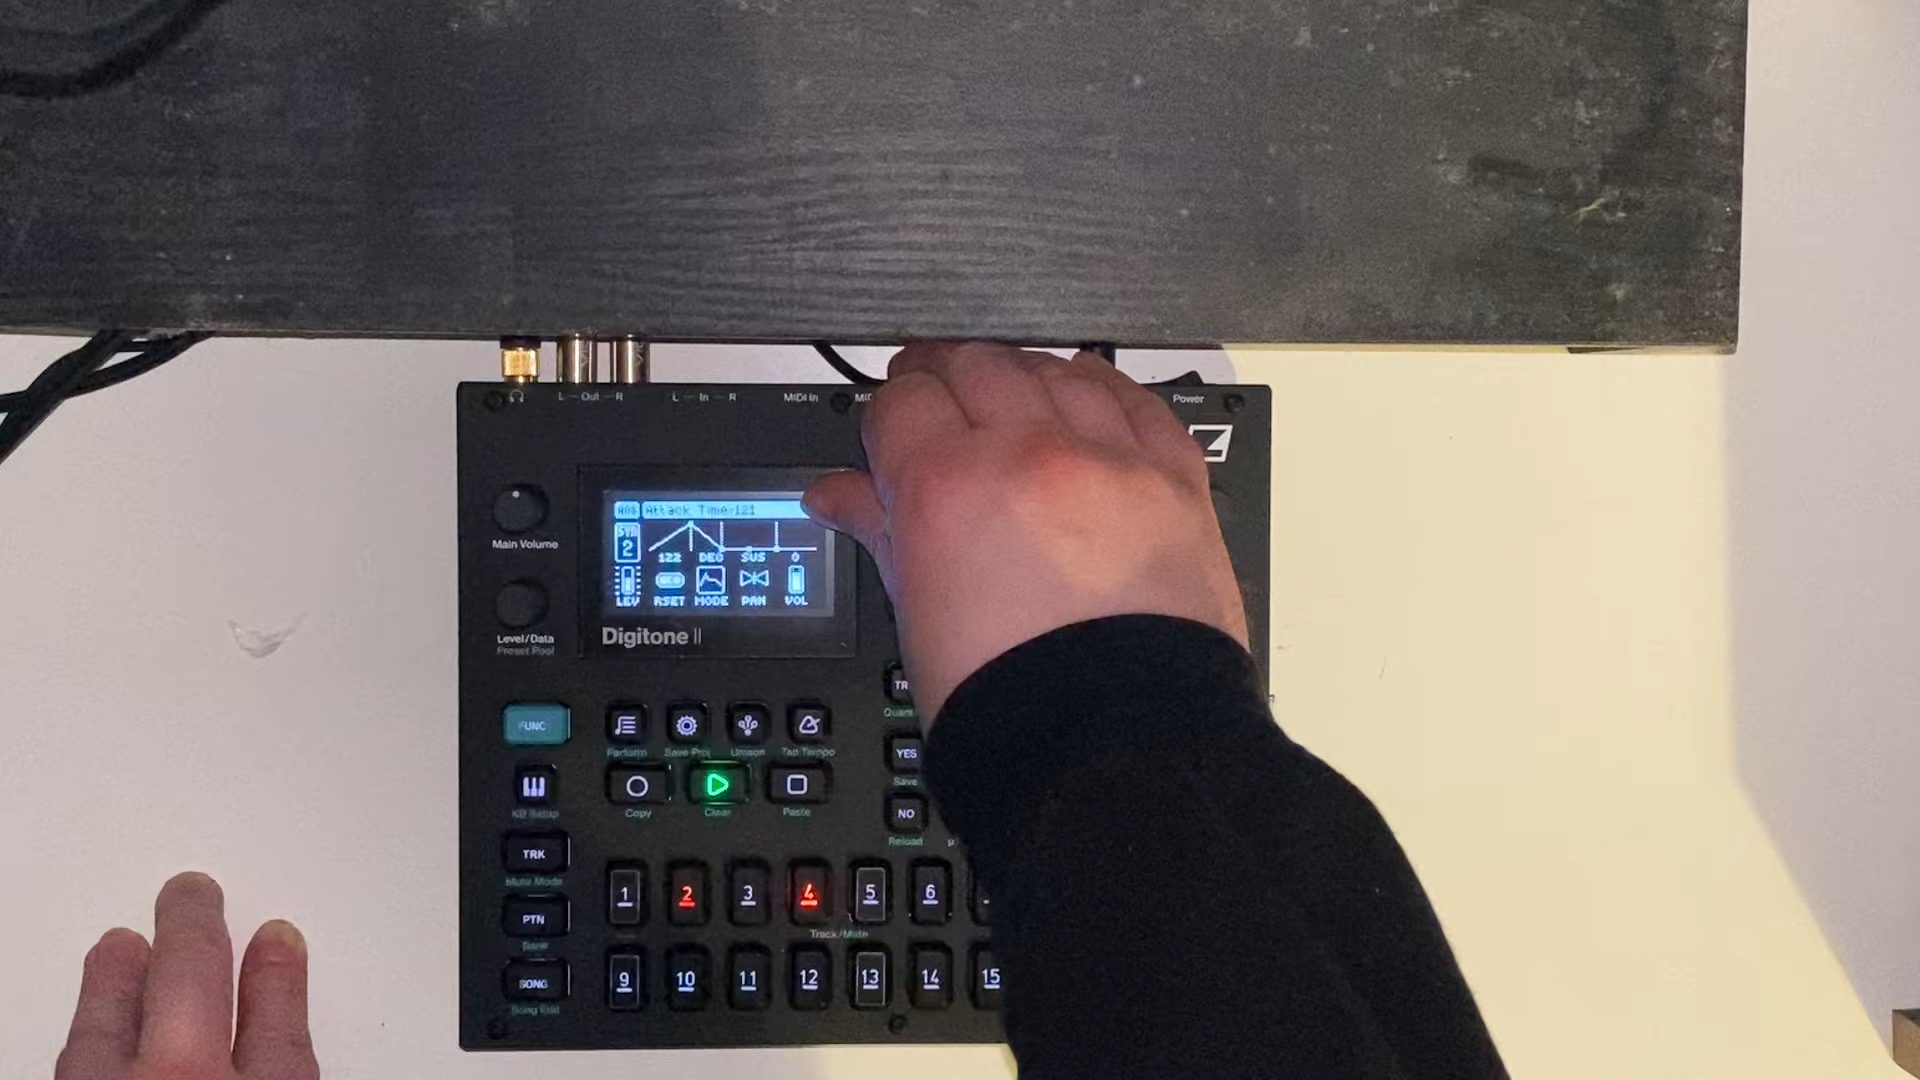 L Out R
L In R
MIDI In
Power
Main Volume
Level/Data
Preset Pool
Attack Time:121
SYN
2
122 DEC SUS 0
LEV RSET MODE PAN VOL
Digitone II
FUNC
Perform Save Proj Unison Tap Tempo
YES
Save
Copy Clear Paste
KB Setup
NO
Reload
TRK
Mute Mode
1 2 3 4 5 6
PTN
Track/Mute
Bank
SONG
9 10 11 12 13 14 15
Song Edit